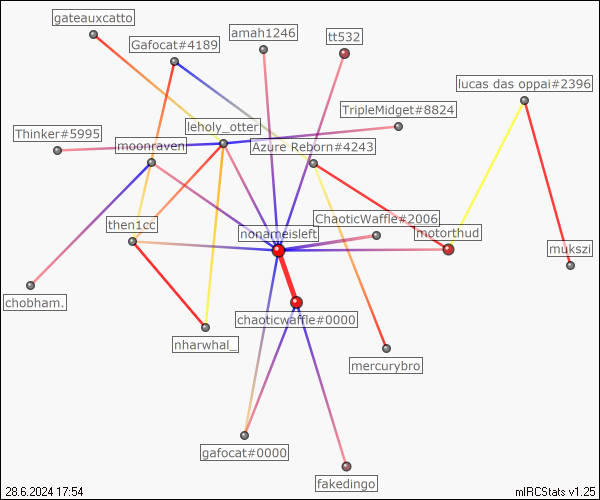 gateauxcatto
Gafocat#4189
amah1246
tt532
lucas das oppai#2396
TripleMidget#8824
Thinker#5995
leholy_otter
moonraven
Azure Reborn#4243
ChaoticWaffle#2006
then1cc
nonameisleft
motorthud
mukszi
chobham.
chaoticwaffle#0000
nharwhal_
mercurybro
gafocat#0000
fakedingo
28.6.2024 17:54
mIRCStats v1.25